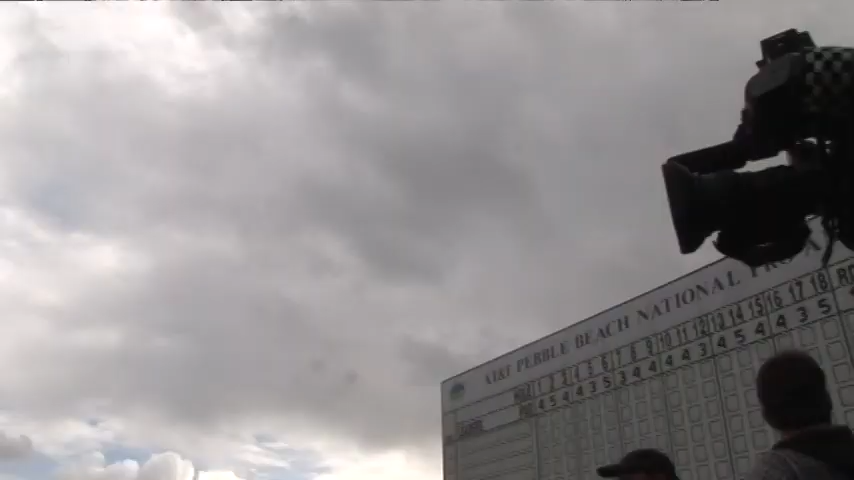 AT&T PEBBLE BEACH NATIONAL PRO-A
HOLE 1 2 3 4 5 6 7 8 9 10 11 12 13 14 15 16 17 18 RD
PAR 4 5 4 4 3 5 3 4 4 4 4 3 4 5 4 4 3 5